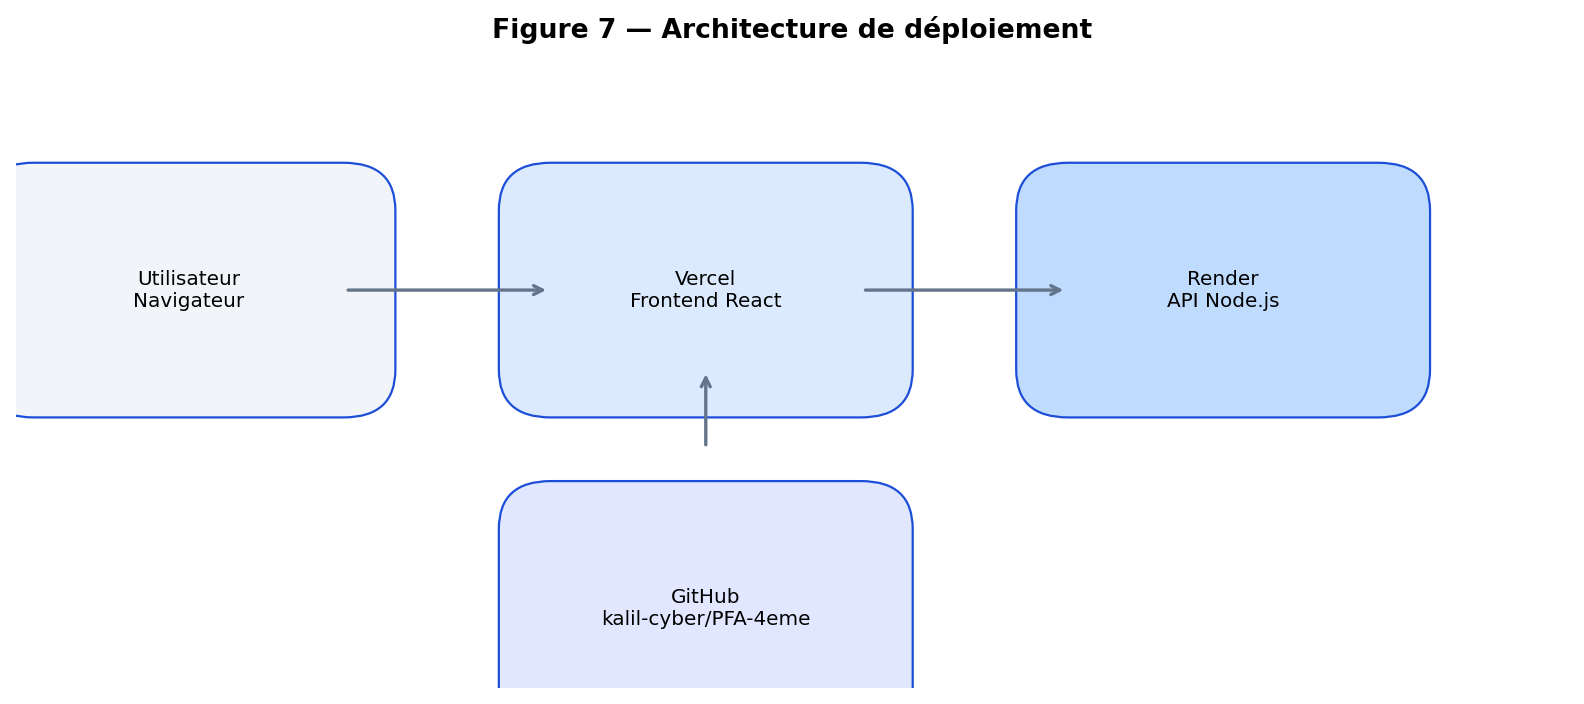 Figure 7 — Architecture de déploiement
Utilisateur
Navigateur
Vercel
Frontend React
Render
API Node.js
GitHub
kalil-cyber/PFA-4eme